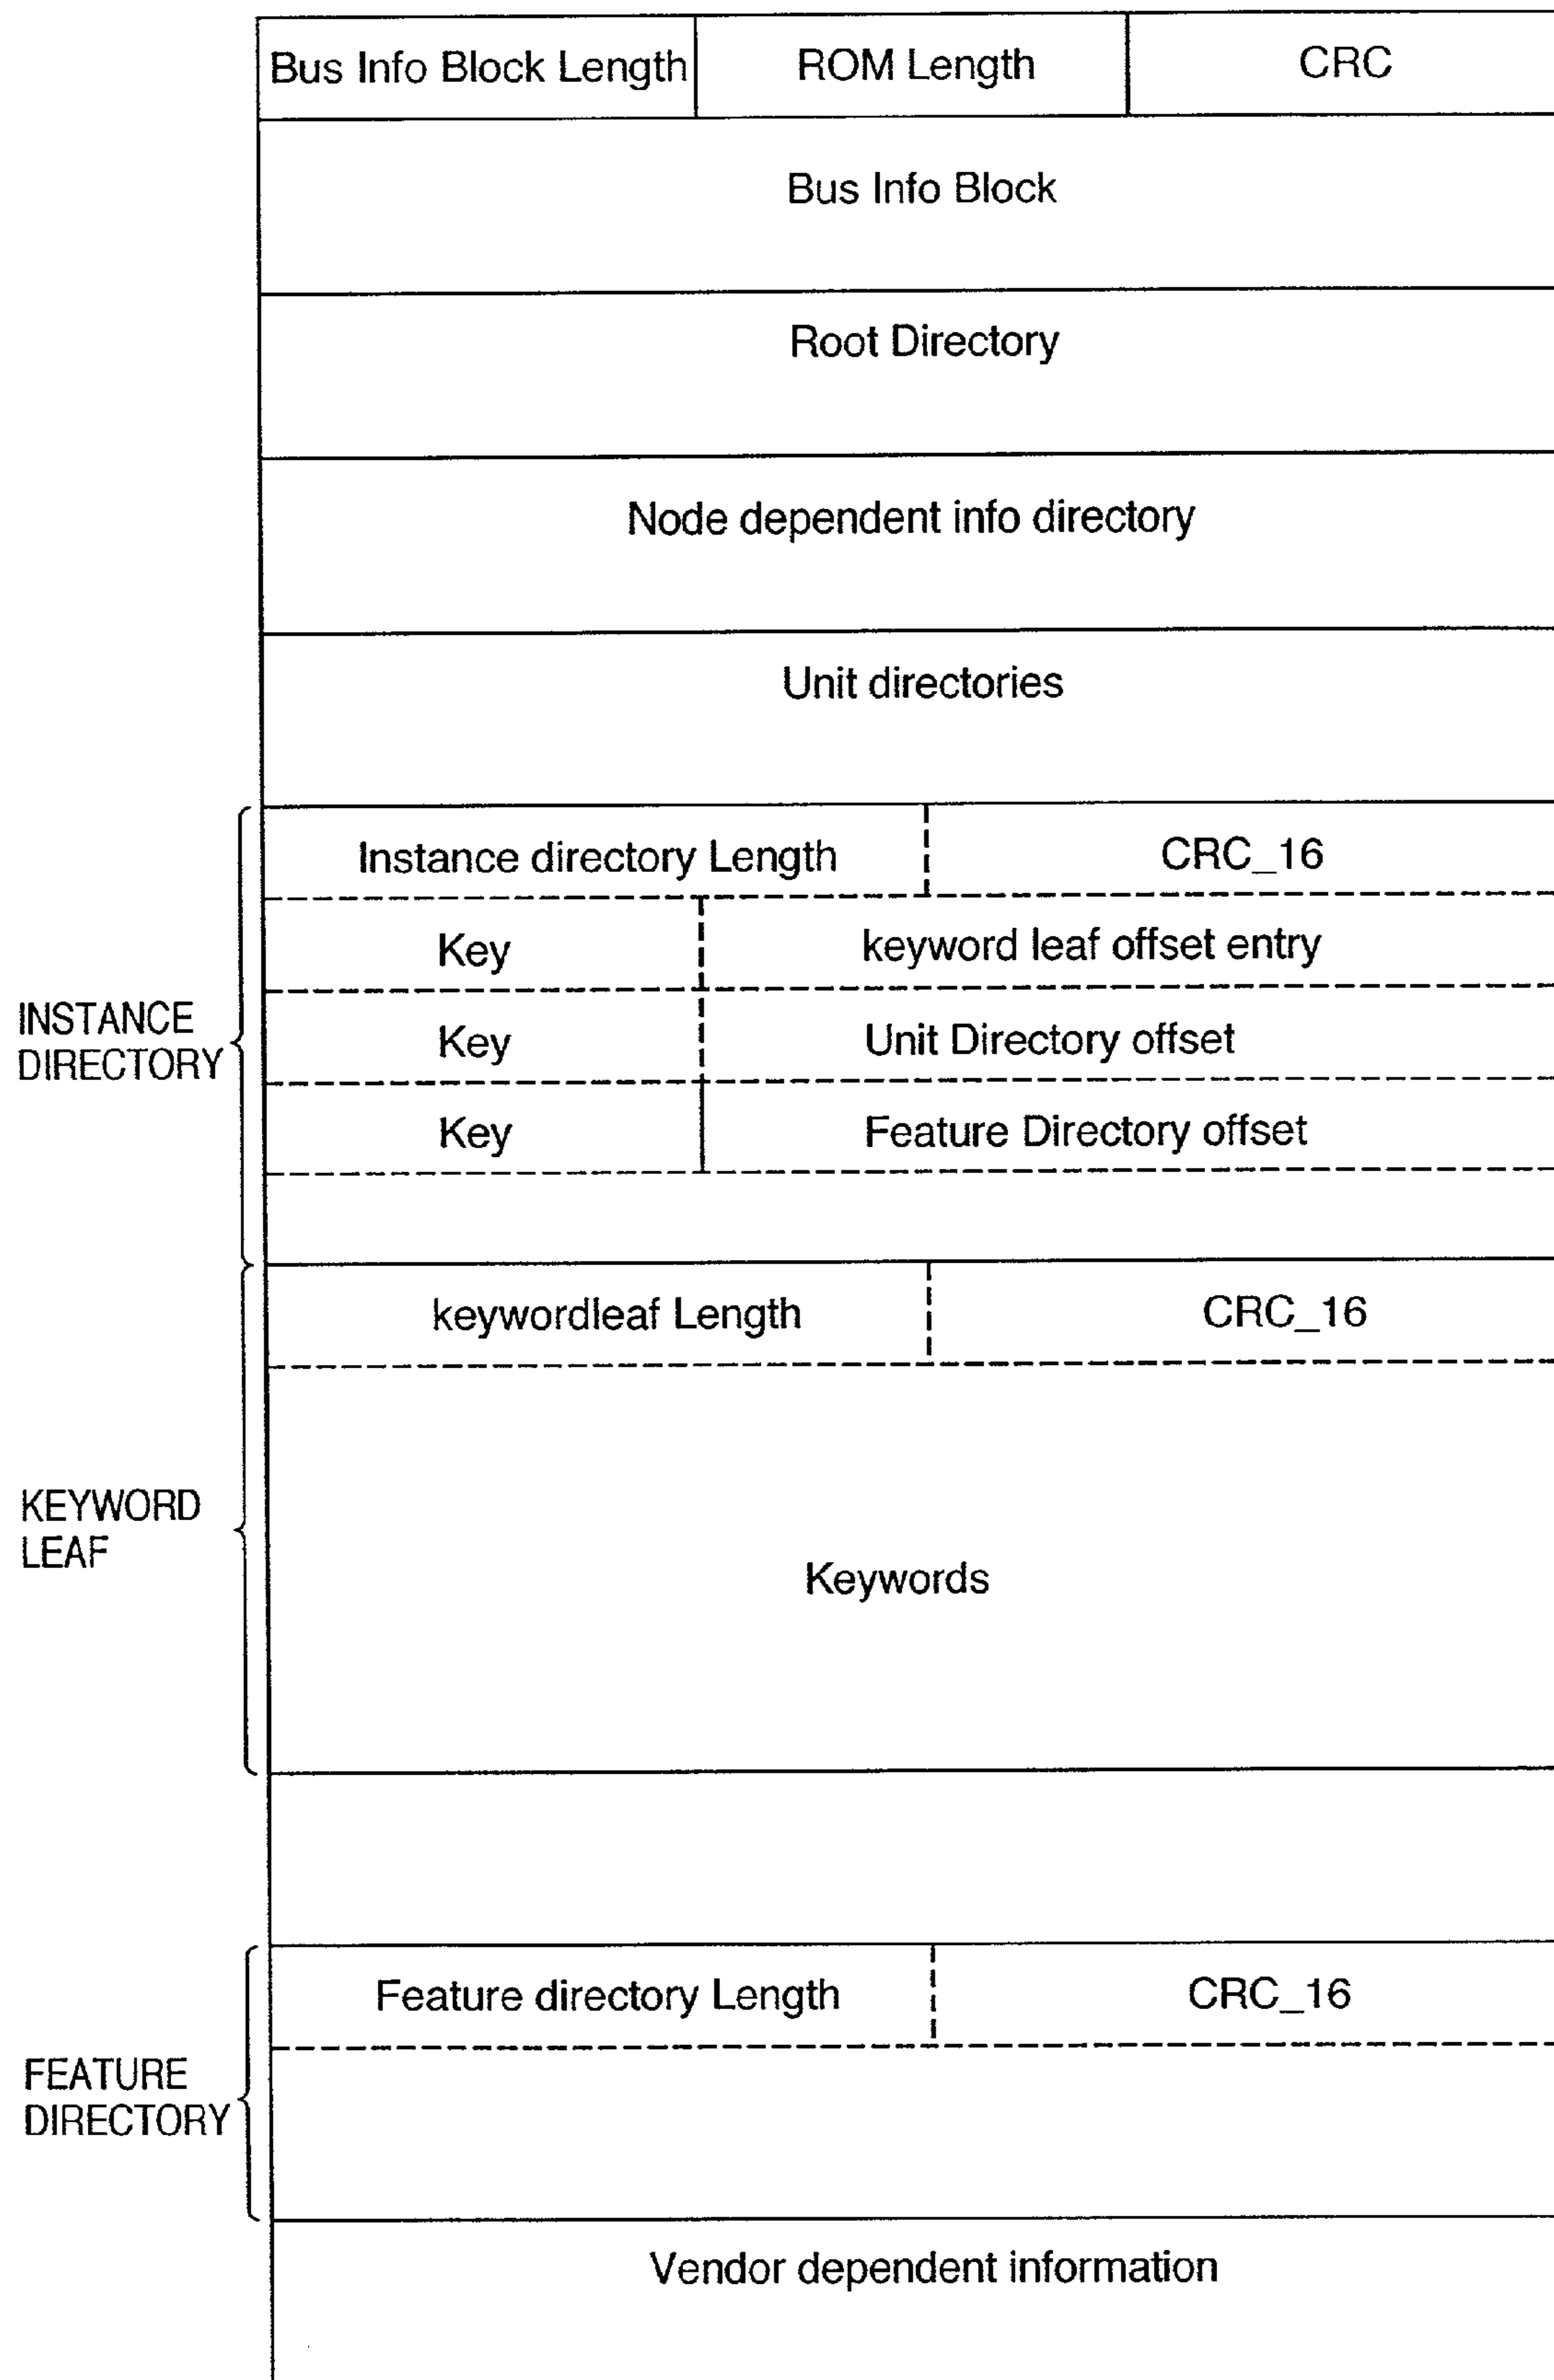 Bus Info Block Length ROM Length CRC
Bus Info Block
Root Directory
Node dependent info directory
Unit directories
INSTANCE
DIRECTORY
Instance directory Length CRC_16
Key keyword leaf offset entry
Key Unit Directory offset
Key Feature Directory offset
KEYWORD
LEAF
keywordleaf Length CRC_16
Keywords
FEATURE
DIRECTORY
Feature directory Length CRC_16
Vendor dependent information